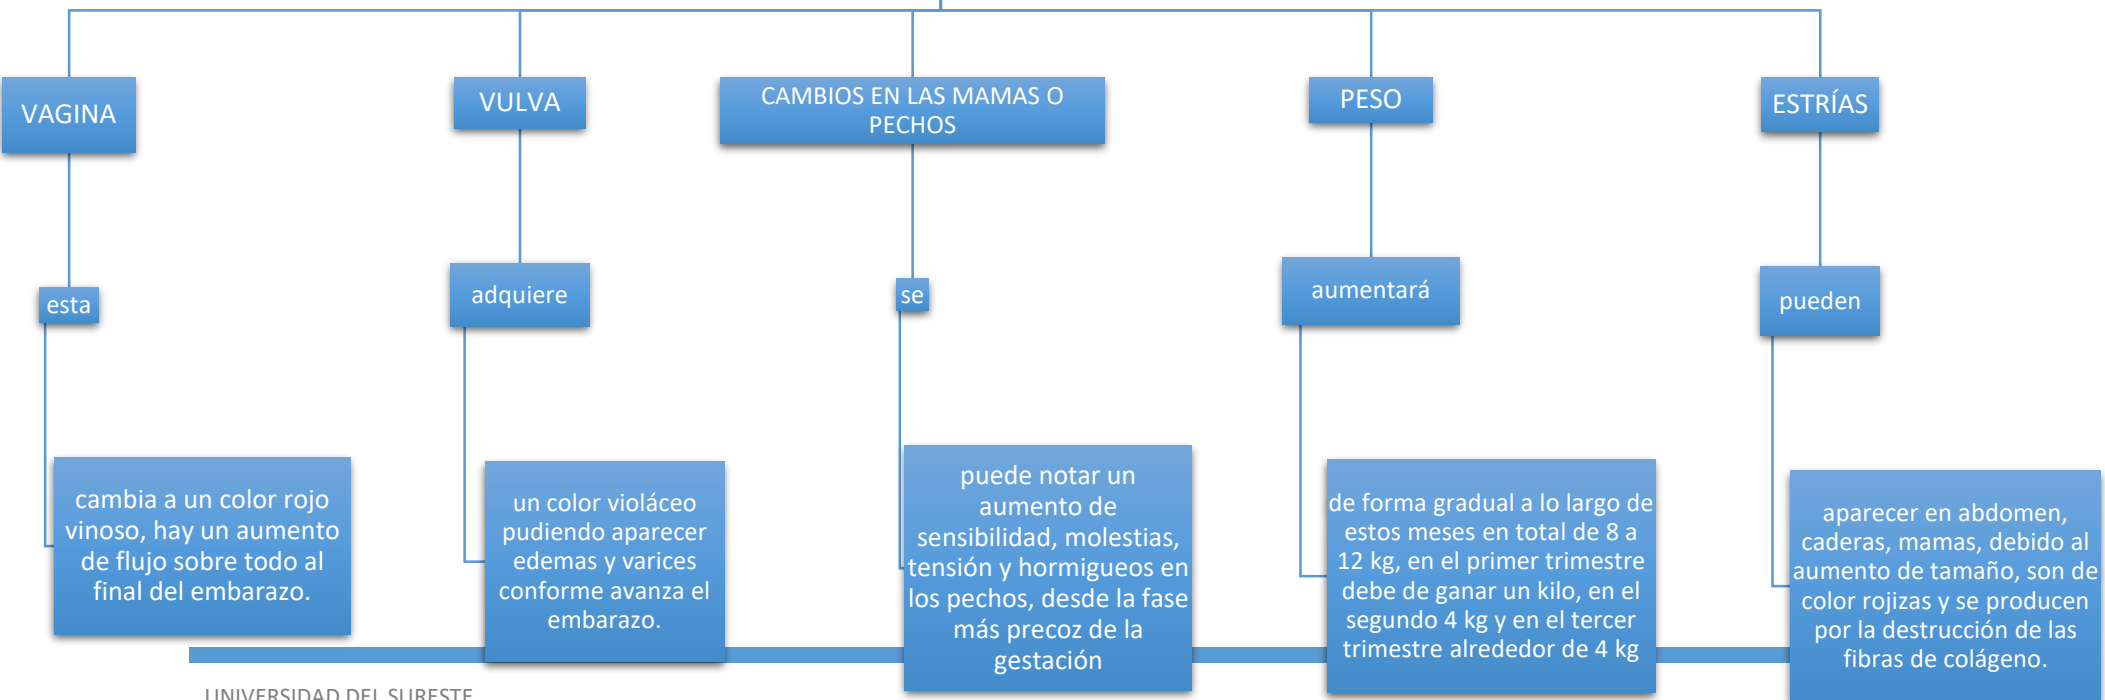 VAGINA
esta
cambia a un color rojo
vinoso, hay un aumento
de flujo sobre todo al
final del embarazo.
VULVA
adquiere
un color violáceo
pudiendo aparecer
edemas y varices
conforme avanza el
embarazo.
CAMBIOS EN LAS MAMAS O
PECHOS
se
puede notar un
aumento de
sensibilidad, molestias,
tensión y hormigueos en
los pechos, desde la fase
más precoz de la
gestación
PESO
aumentará
de forma gradual a lo largo de
estos meses en total de 8 a
12 kg, en el primer trimestre
debe de ganar un kilo, en el
segundo 4 kg y en el tercer
trimestre alrededor de 4 kg
ESTRÍAS
pueden
aparecer en abdomen,
caderas, mamas, debido al
aumento de tamaño, son de
color rojizas y se producen
por la destrucción de las
fibras de colágeno.
UNIVERSIDAD DEL SURESTE